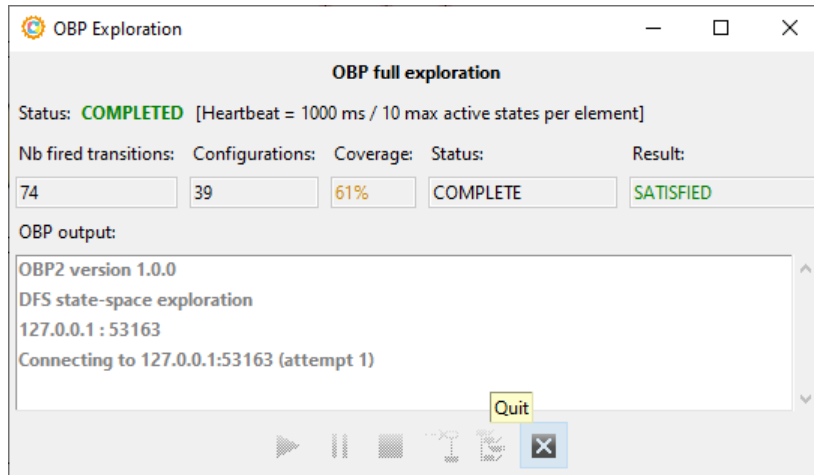 OBP Exploration
OBP full exploration
Status: COMPLETED [Heartbeat = 1000 ms / 10 max active states per element]
Nb fired transitions: Configurations: Coverage: Status: Result:
74 39 61% COMPLETE SATISFIED
OBP output:
OBP2 version 1.0.0
DFS state-space exploration
127.0.0.1 : 53163
Connecting to 127.0.0.1:53163 (attempt 1)
Quit